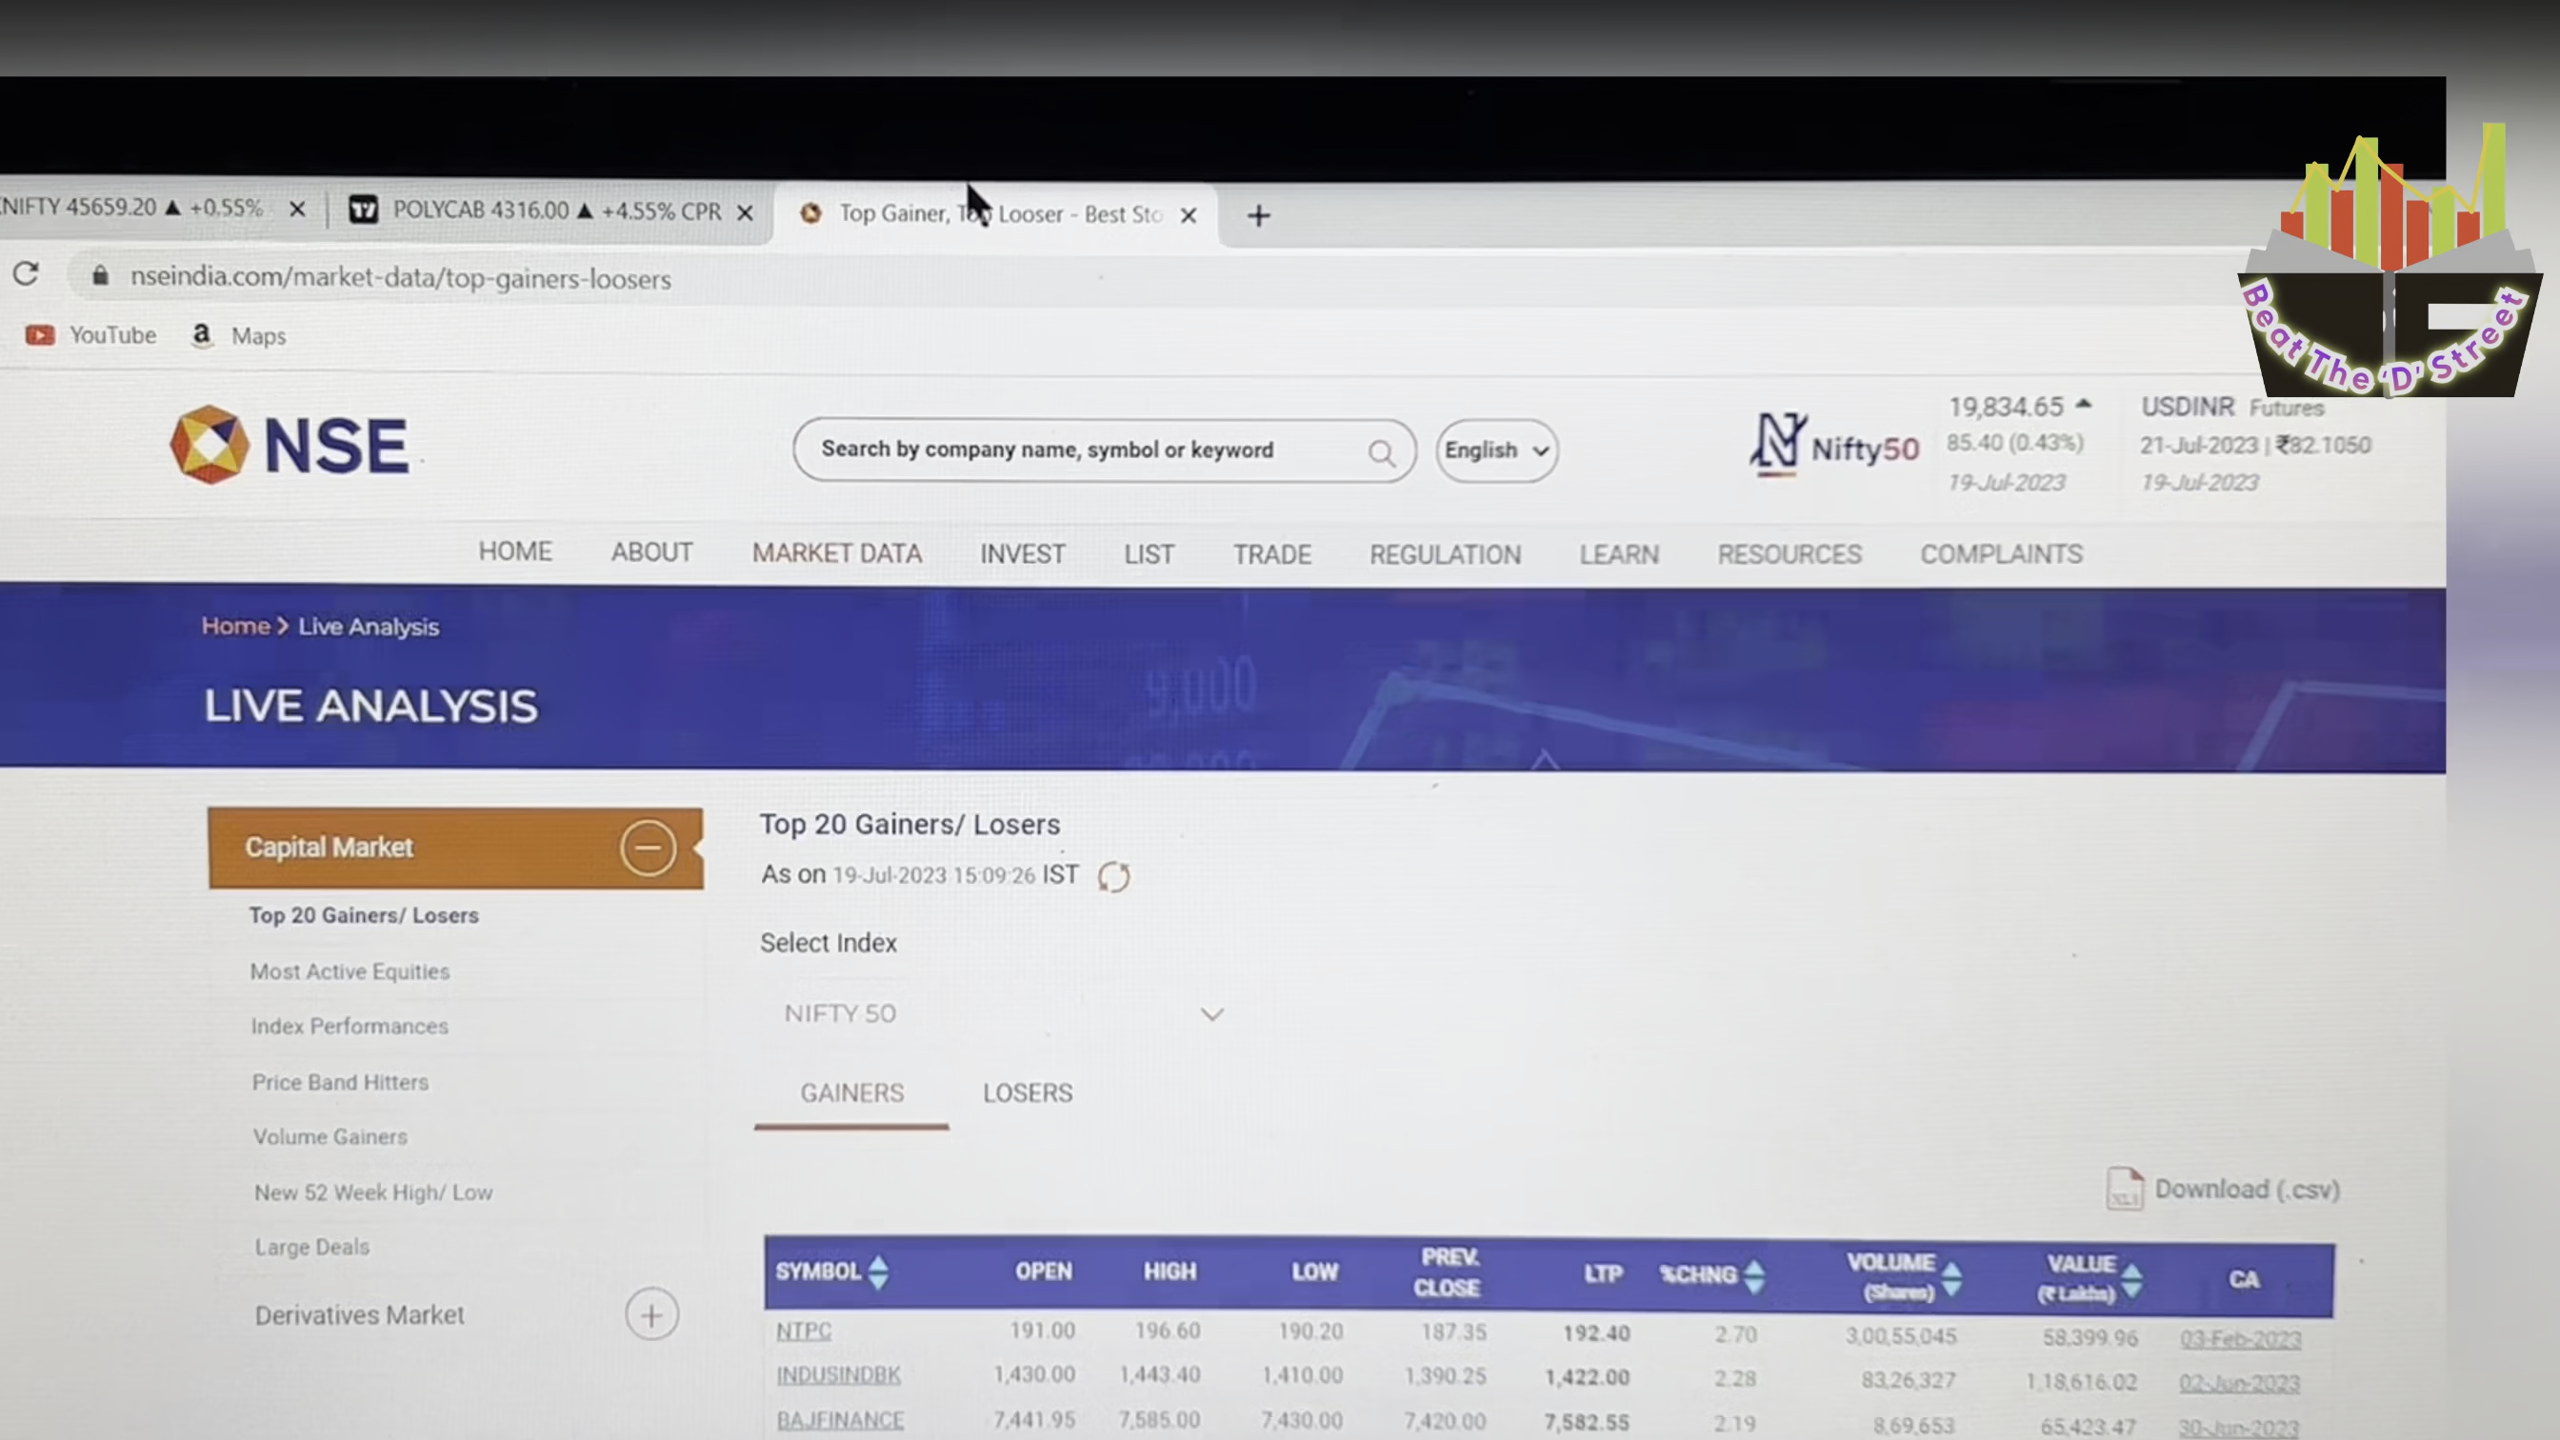 NIFTY 45659.20 ▲ +0.55%
POLYCAB 4316.00 ▲ +4.55% CPR
Top Gainer, Top Looser - Best Sto
nseindia.com/market-data/top-gainers-loosers
YouTube
Maps
Beat The 'D' Street
NSE
Search by company name, symbol or keyword
English
Nifty50
19,834.65
85.40 (0.43%)
19-Jul-2023
USDINR Futures
21-Jul-2023 | ₹82.1050
19-Jul-2023
HOME ABOUT MARKET DATA INVEST LIST TRADE REGULATION LEARN RESOURCES COMPLAINTS
Home > Live Analysis
9,000
LIVE ANALYSIS
Capital Market
Top 20 Gainers/ Losers
Most Active Equities
Index Performances
Price Band Hitters
Volume Gainers
New 52 Week High/ Low
Large Deals
Derivatives Market
Top 20 Gainers/ Losers
As on 19-Jul-2023 15:09:26 IST
Select Index
NIFTY 50
GAINERS LOSERS
Download (.csv)
SYMBOL OPEN HIGH LOW PREV. CLOSE LTP %CHNG VOLUME (Shares) VALUE (₹ Lakhs) CA
NTPC 191.00 196.60 190.20 187.35 192.40 2.70 3,00,55,045 58,399.96 03-Feb-2023
INDUSINDBK 1,430.00 1,443.40 1,410.00 1,390.25 1,422.00 2.28 83,26,327 1,18,616.02 02-Jun-2023
BAJFINANCE 7,441.95 7,585.00 7,430.00 7,420.00 7,582.55 2.19 8,69,653 65,423.47 30-Jun-2023